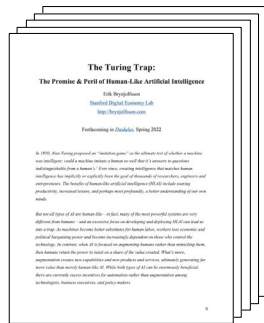 The Turing Trap:
The Promise & Peril of Human-Like Artificial Intelligence
Erik Brynjolfsson
Stanford Digital Economy Lab
http://brynjolfsson.com
Forthcoming in Daedalus, Spring 2022
In 1950, Alan Turing proposed an “imitation game” as the ultimate test of whether a machine
was intelligent: could a machine imitate a human so well that its answers to questions
indistinguishable from a human’s. Ever since, creating intelligence that matches human
intelligence has implicitly or explicitly been the goal of thousands of researchers, engineers and
entrepreneurs. The benefits of human-like artificial intelligence (HLAI) include soaring
productivity, increased leisure, and perhaps most profoundly, a better understanding of our own
minds.
But not all types of AI are human-like – in fact, many of the most powerful systems are very
different from humans – and an excessive focus on developing and deploying HLAI can lead us
into a trap. As machines become better substitutes for human labor, workers lose economic and
political bargaining power and become increasingly dependent on those who control the
technology. In contrast, when AI is focused on augmenting humans rather than mimicking them,
then humans retain the power to insist on a share of the value created. What’s more,
augmentation creates new capabilities and new products and services, ultimately generating far
more value than merely human-like AI. While both types of AI can be enormously beneficial,
there are currently excess incentives for automation rather than augmentation among
technologists, business executives, and policy-makers.